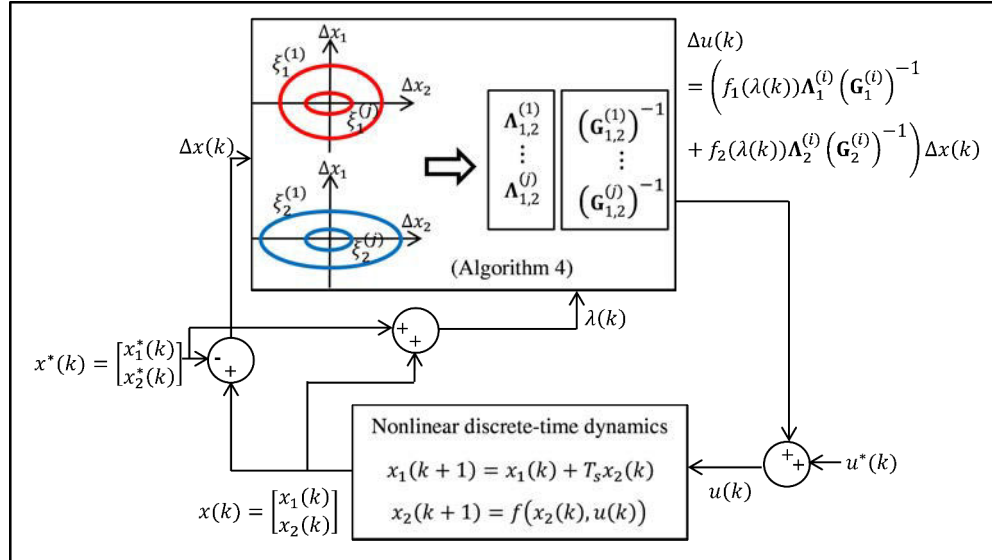 Δx₁
ξ₁⁽¹⁾
Δx₂
ξ₁⁽ʲ⁾
Δx₁
ξ₂⁽¹⁾
Δx₂
ξ₂⁽ʲ⁾
Λ₁,₂⁽¹⁾
⋮
Λ₁,₂⁽ʲ⁾
(G₁,₂⁽¹⁾)⁻¹
⋮
(G₁,₂⁽ʲ⁾)⁻¹
(Algorithm 4)
Δu(k)
= (f₁(λ(k))Λ₁⁽ⁱ⁾(G₁⁽ⁱ⁾)⁻¹
+ f₂(λ(k))Λ₂⁽ⁱ⁾(G₂⁽ⁱ⁾)⁻¹)Δx(k)
Δx(k)
λ(k)
+
+
x*(k) = [x₁*(k)
x₂*(k)]
-
+
Nonlinear discrete-time dynamics
x₁(k + 1) = x₁(k) + Tₛx₂(k)
x₂(k + 1) = f(x₂(k), u(k))
x(k) = [x₁(k)
x₂(k)]
+
+
u*(k)
u(k)